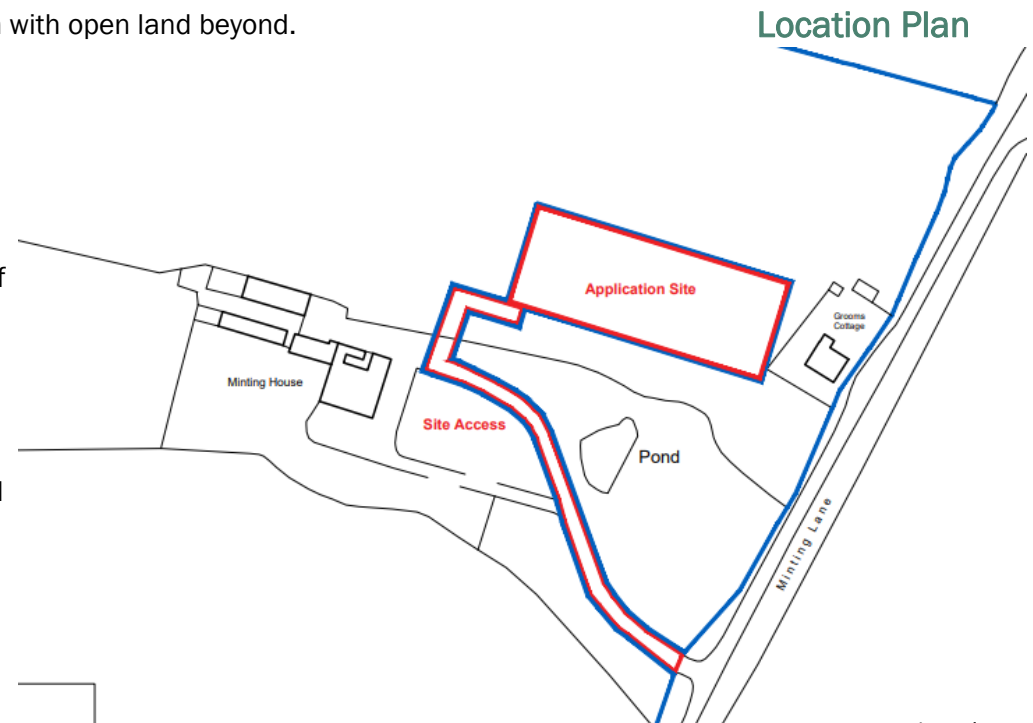 with open land beyond.
Location Plan
f
Application Site
Grooms
Cottage
Minting House
Site Access
Pond
Minting Lane